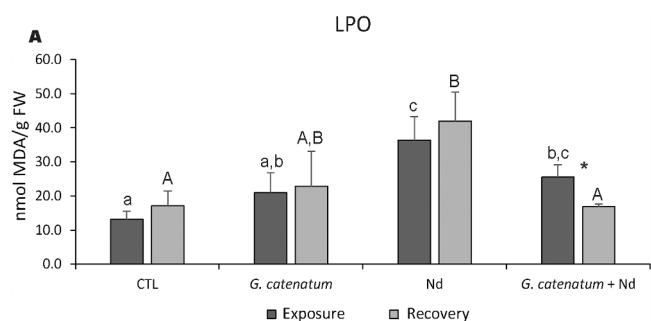 A
LPO
nmol MDA/g FW
60.0
50.0
40.0
30.0
20.0
10.0
0.0
a
A
a,b
A,B
c
B
b,c
*
A
CTL
G. catenatum
Nd
G. catenatum + Nd
Exposure
Recovery